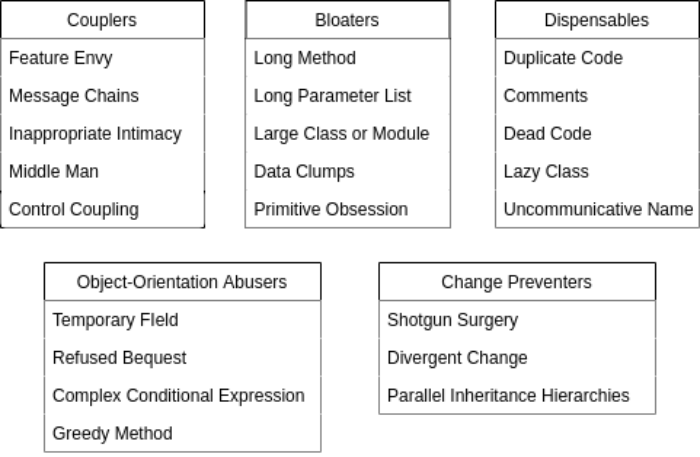 Couplers
Feature Envy
Message Chains
Inappropriate Intimacy
Middle Man
Control Coupling
Bloaters
Long Method
Long Parameter List
Large Class or Module
Data Clumps
Primitive Obsession
Dispensables
Duplicate Code
Comments
Dead Code
Lazy Class
Uncommunicative Name
Object-Orientation Abusers
Temporary FIeld
Refused Bequest
Complex Conditional Expression
Greedy Method
Change Preventers
Shotgun Surgery
Divergent Change
Parallel Inheritance Hierarchies